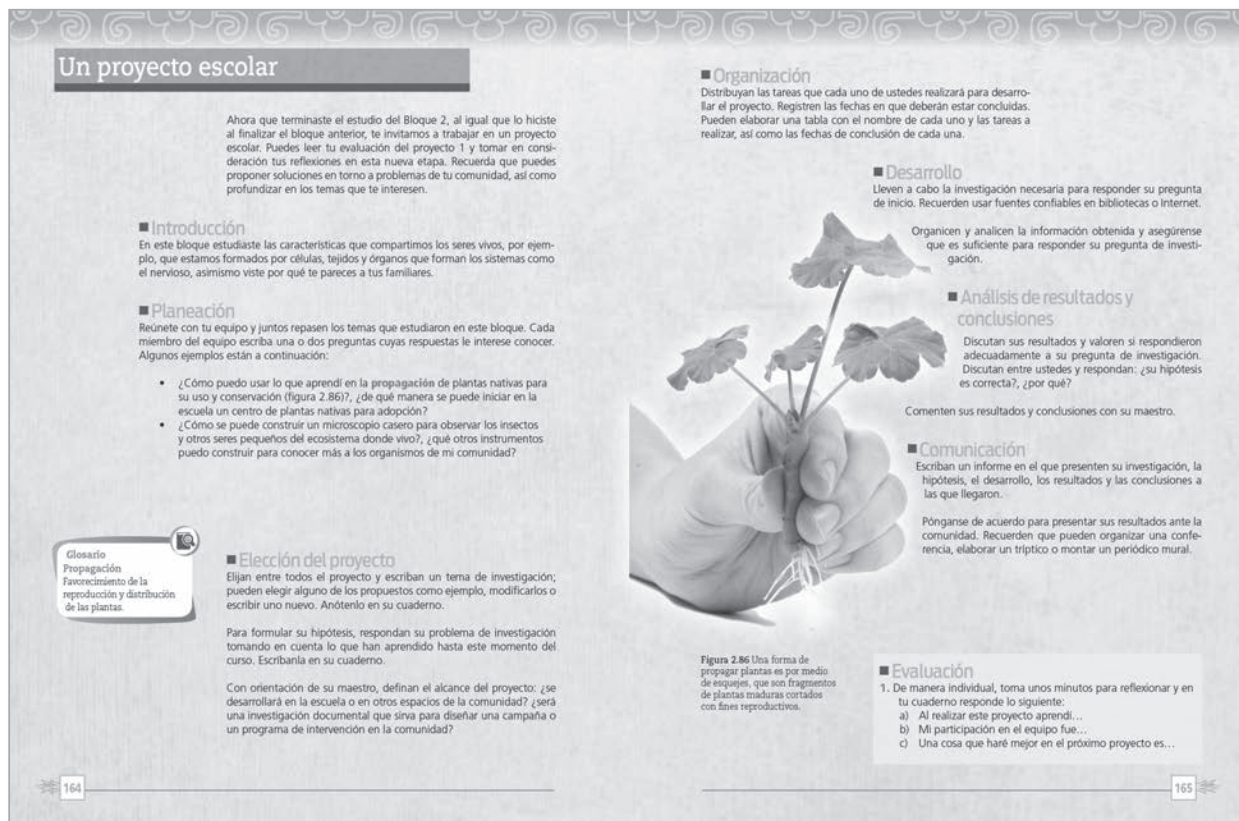 Un proyecto escolar
Ahora que terminaste el estudio del Bloque 2, al igual que lo hiciste
al finalizar el bloque anterior, te invitamos a trabajar en un proyecto
escolar. Puedes leer tu evaluación del proyecto 1 y tomar en consi-
deración tus reflexiones en esta nueva etapa. Recuerda que puedes
proponer soluciones en torno a problemas de tu comunidad, así como
profundizar en los temas que te interesen.
■ Introducción
En este bloque estudiaste las características que compartimos los seres vivos, por ejem-
plo, que estamos formados por células, tejidos y órganos que forman los sistemas como
el nervioso, asimismo viste por qué te pareces a tus familiares.
■ Planeación
Reúnete con tu equipo y juntos repasen los temas que estudiaron en este bloque. Cada
miembro del equipo escriba una o dos preguntas cuyas respuestas le interese conocer.
Algunos ejemplos están a continuación:
• ¿Cómo puedo usar lo que aprendí en la propagación de plantas nativas para
su uso y conservación (figura 2.86)?, ¿de qué manera se puede iniciar en la
escuela un centro de plantas nativas para adopción?
• ¿Cómo se puede construir un microscopio casero para observar los insectos
y otros seres pequeños del ecosistema donde vivo?, ¿qué otros instrumentos
puedo construir para conocer más a los organismos de mi comunidad?
Glosario
Propagación
Favorecimiento de la
reproducción y distribución
de las plantas.
■ Elección del proyecto
Elijan entre todos el proyecto y escriban un tema de investigación;
pueden elegir alguno de los propuestos como ejemplo, modificarlos o
escribir uno nuevo. Anótenlo en su cuaderno.
Para formular su hipótesis, respondan su problema de investigación
tomando en cuenta lo que han aprendido hasta este momento del
curso. Escríbanla en su cuaderno.
Con orientación de su maestro, definan el alcance del proyecto: ¿se
desarrollará en la escuela o en otros espacios de la comunidad? ¿será
una investigación documental que sirva para diseñar una campaña o
un programa de intervención en la comunidad?
164
■ Organización
Distribuyan las tareas que cada uno de ustedes realizará para desarro-
llar el proyecto. Registren las fechas en que deberán estar concluidas.
Pueden elaborar una tabla con el nombre de cada uno y las tareas a
realizar, así como las fechas de conclusión de cada una.
■ Desarrollo
Lleven a cabo la investigación necesaria para responder su pregunta
de inicio. Recuerden usar fuentes confiables en bibliotecas o Internet.
Organicen y analicen la información obtenida y asegúrense
que es suficiente para responder su pregunta de investi-
gación.
■ Análisis de resultados y
conclusiones
Discutan sus resultados y valoren si respondieron
adecuadamente a su pregunta de investigación.
Discutan entre ustedes y respondan: ¿su hipótesis
es correcta?, ¿por qué?
Comenten sus resultados y conclusiones con su maestro.
■ Comunicación
Escriban un informe en el que presenten su investigación, la
hipótesis, el desarrollo, los resultados y las conclusiones a
las que llegaron.
Pónganse de acuerdo para presentar sus resultados ante la
comunidad. Recuerden que pueden organizar una confe-
rencia, elaborar un tríptico o montar un periódico mural.
Figura 2.86 Una forma de
propagar plantas es por medio
de esquejes, que son fragmentos
de plantas maduras cortados
con fines reproductivos.
■ Evaluación
1. De manera individual, toma unos minutos para reflexionar y en
tu cuaderno responde lo siguiente:
a) Al realizar este proyecto aprendí...
b) Mi participación en el equipo fue...
c) Una cosa que haré mejor en el próximo proyecto es...
165